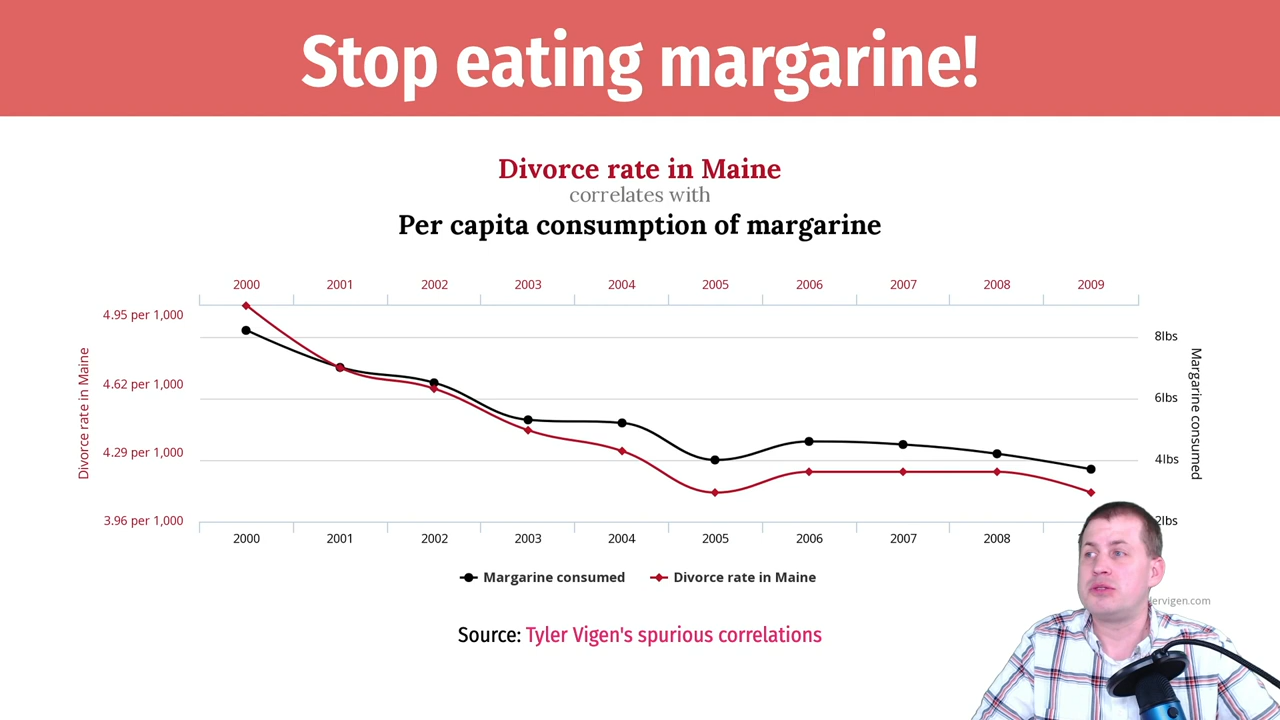 Stop eating margarine!
Divorce rate in Maine
correlates with
Per capita consumption of margarine
2000 2001 2002 2003 2004 2005 2006 2007 2008 2009
4.95 per 1,000
8lbs
4.62 per 1,000
6lbs
Divorce rate in Maine
Margarine consumed
4.29 per 1,000
4lbs
3.96 per 1,000
2lbs
2000 2001 2002 2003 2004 2005 2006 2007 2008
Margarine consumed Divorce rate in Maine
Source: Tyler Vigen's spurious correlations